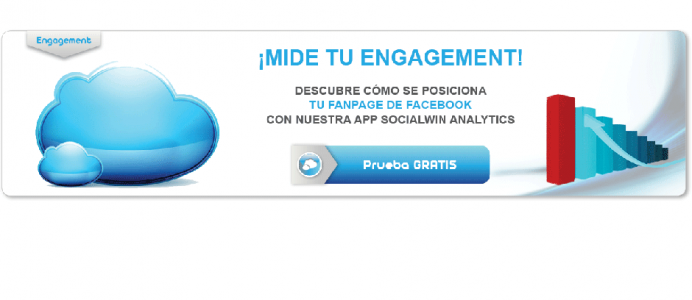 Engagement
¡MIDE TU ENGAGEMENT!
DESCUBRE CÓMO SE POSICIONA
TU FANPAGE DE FACEBOOK
CON NUESTRA APP SOCIALWIN ANALYTICS
Prueba GRATIS